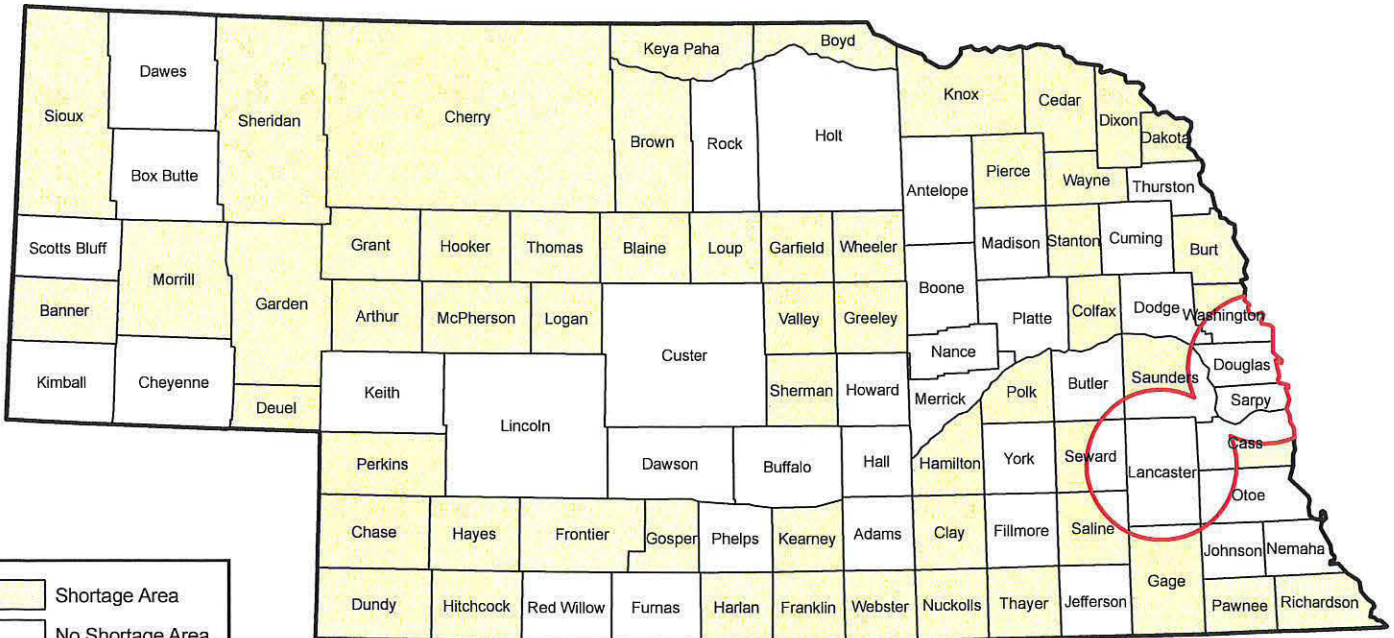 Keya Paha
Boyd
Dawes
Knox
Cedar
Sioux
Sheridan
Cherry
Dixon
Dakota
Brown
Rock
Holt
Box Butte
Pierce
Wayne
Thurston
Antelope
Scotts Bluff
Grant
Hooker
Thomas
Blaine
Loup
Garfield
Wheeler
Madison
Stanton
Cuming
Burt
Morrill
Garden
Boone
Banner
Arthur
McPherson
Logan
Valley
Greeley
Platte
Colfax
Dodge
Washington
Custer
Nance
Kimball
Cheyenne
Keith
Sherman
Howard
Merrick
Polk
Butler
Saunders
Douglas
Sarpy
Deuel
Lincoln
Perkins
Dawson
Buffalo
Hall
Hamilton
York
Seward
Lancaster
Cass
Otoe
Chase
Hayes
Frontier
Gosper
Phelps
Kearney
Adams
Clay
Fillmore
Saline
Johnson
Nemaha
Gage
Dundy
Hitchcock
Red Willow
Furnas
Harlan
Franklin
Webster
Nuckolls
Thayer
Jefferson
Pawnee
Richardson
Shortage Area
No Shortage Area